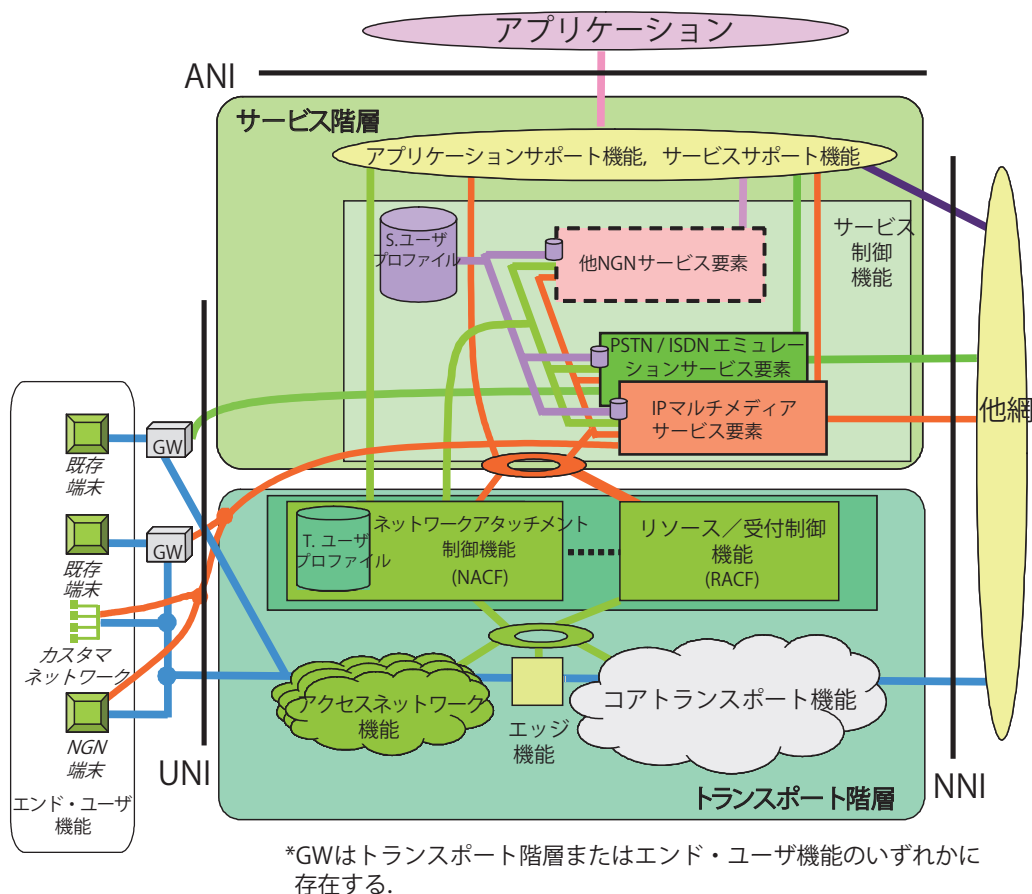 アプリケーション
ANI
サービス階層
アプリケーションサポート機能, サービスサポート機能
S.ユーザ
プロファイル
他NGNサービス要素
サービス
制御
機能
PSTN / ISDN エミュレー
ションサービス要素
IPマルチメディア
サービス要素
他網
GW
既存
端末
GW
既存
端末
カスタマ
ネットワーク
NGN
端末
エンド・ユーザ
機能
UNI
T. ユーザ
プロファイル
ネットワークアタッチメント
制御機能
(NACF)
リソース／受付制御
機能
(RACF)
アクセスネットワーク
機能
エッジ
機能
コアトランスポート機能
トランスポート階層
NNI
*GWはトランスポート階層またはエンド・ユーザ機能のいずれかに
存在する.